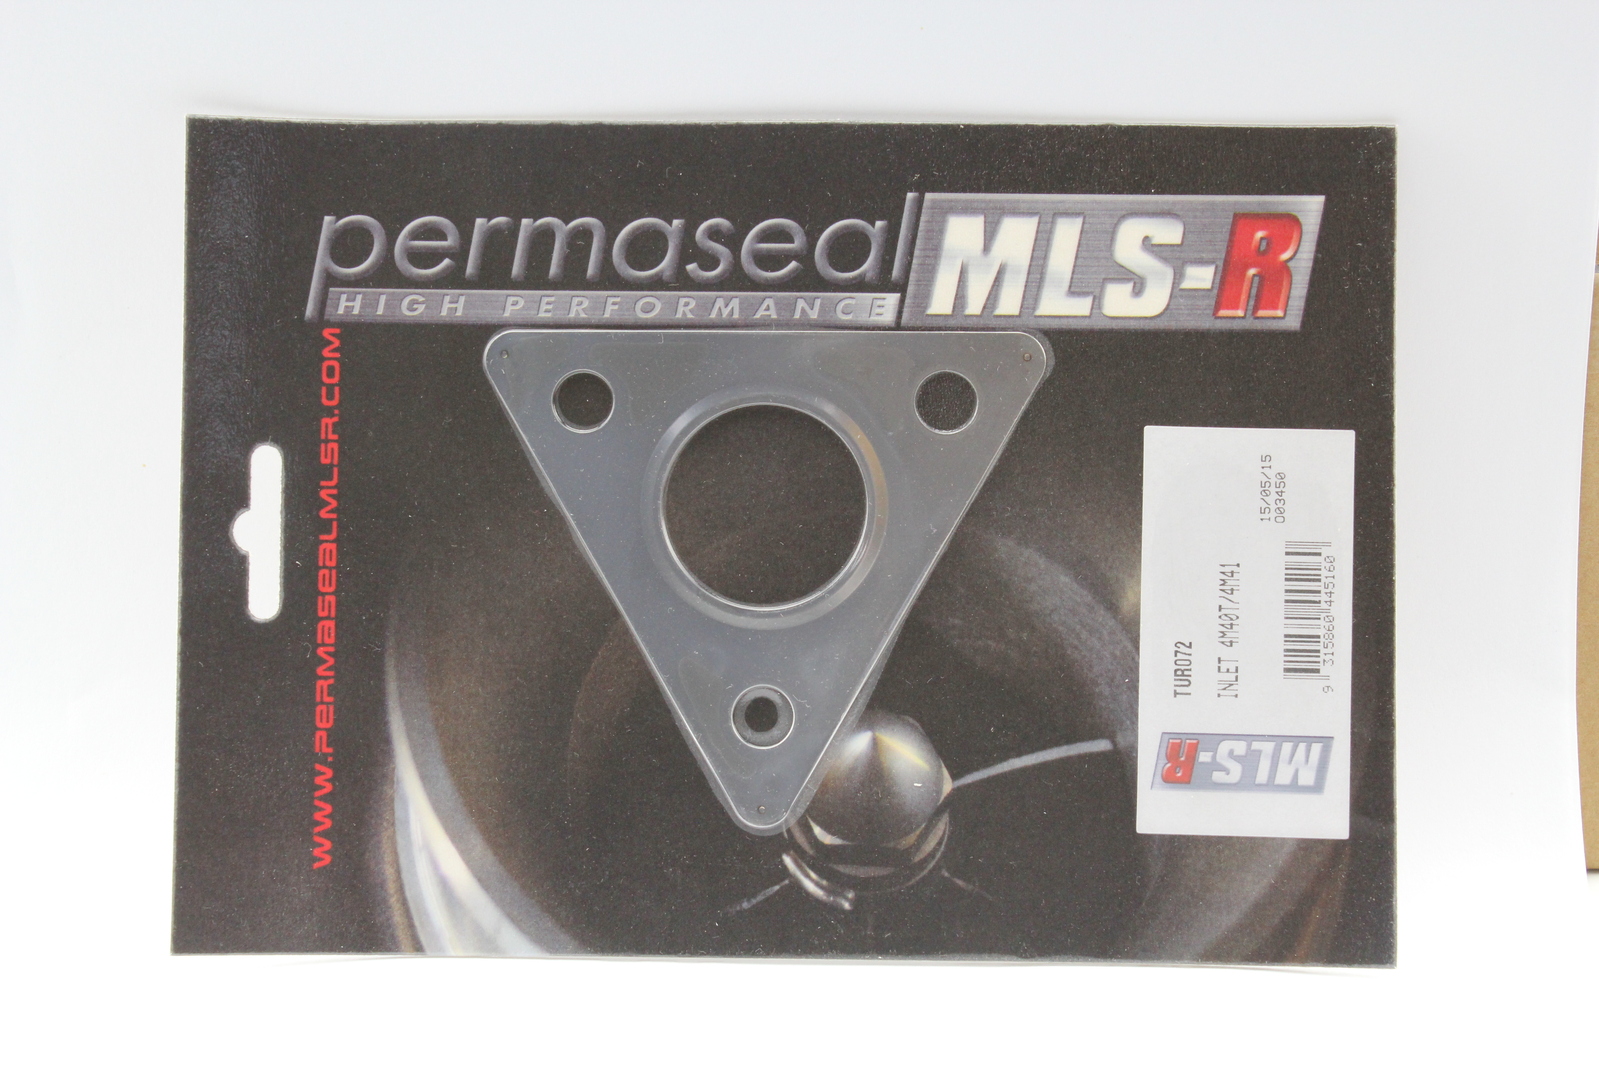 permaseal MLS-R
HIGH PERFORMANCE
WWW.PERMASEALMLSR.COM
TUR072
INLET 4M40T/4M41
15/05/15
003450
9 315860 445160
MLS-R